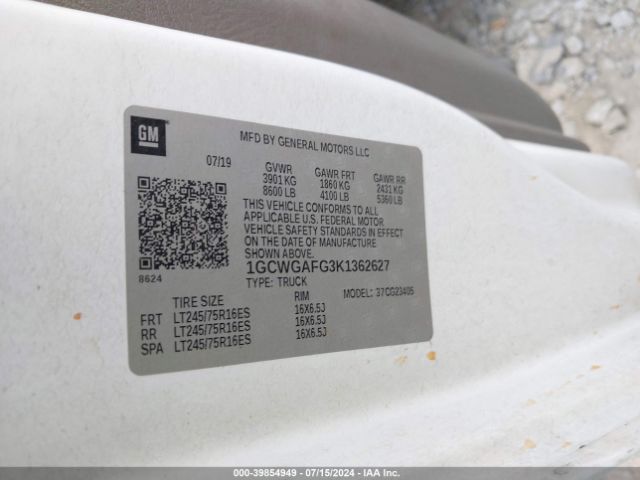 GM
MFD BY GENERAL MOTORS LLC
07/19
GVWR
3901 KG
8600 LB
GAWR FRT
1860 KG
4100 LB
GAWR RR
2431 KG
5360 LB
THIS VEHICLE CONFORMS TO ALL
APPLICABLE U.S. FEDERAL MOTOR
VEHICLE SAFETY STANDARDS IN
EFFECT ON THE DATE OF MANUFACTURE
SHOWN ABOVE.
1GCWGAFG3K1362627
TYPE: TRUCK
MODEL: 37CG23405
8624
TIRE SIZE RIM
FRT LT245/75R16ES 16X6.5J
RR LT245/75R16ES 16X6.5J
SPA LT245/75R16ES 16X6.5J
000-39854949 | 07/15/2024 | IAA Inc.